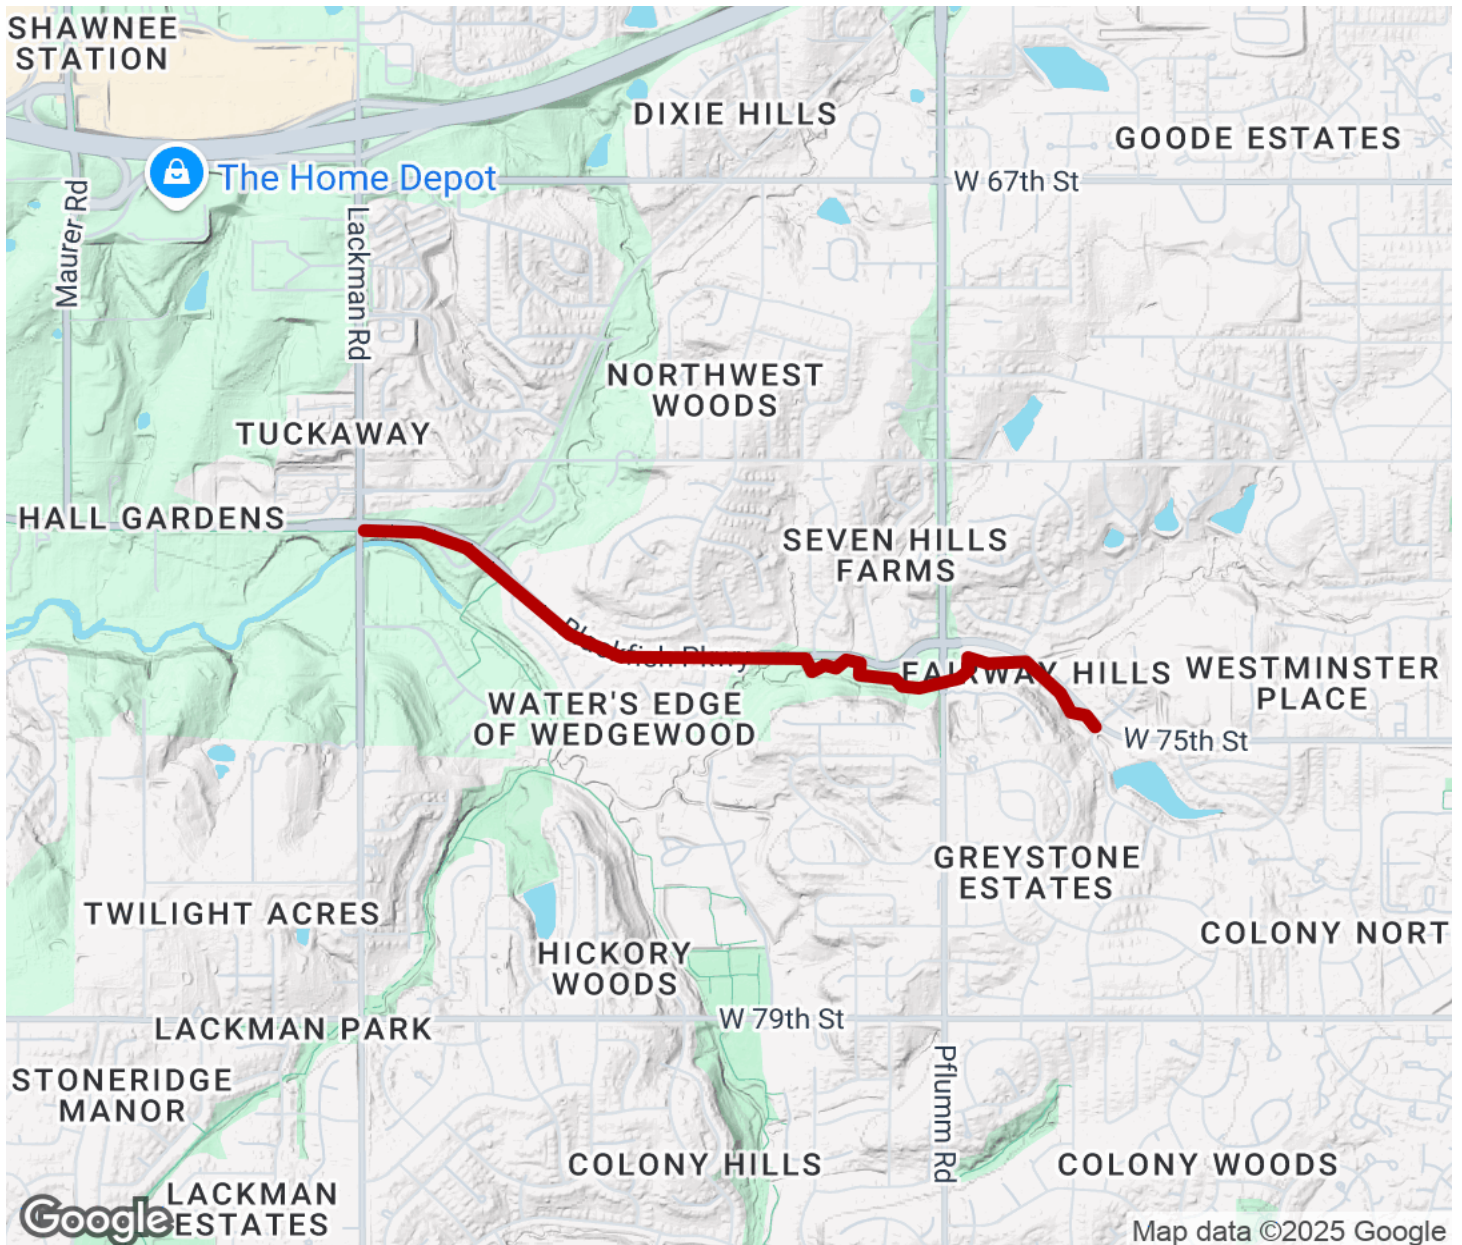 SHAWNEE
STATION
DIXIE HILLS
GOODE ESTATES
The Home Depot
W 67th St
Maurer Rd
Lackman Rd
NORTHWEST
WOODS
TUCKAWAY
HALL GARDENS
SEVEN HILLS
FARMS
Blackfish Pkwy
FAIRWAY HILLS
WESTMINSTER
PLACE
WATER'S EDGE
OF WEDGEWOOD
W 75th St
GREYSTONE
ESTATES
TWILIGHT ACRES
COLONY NORT
HICKORY
WOODS
LACKMAN PARK
W 79th St
STONERIDGE
MANOR
Pflumm Rd
COLONY HILLS
COLONY WOODS
LACKMAN
ESTATES
Google
Map data ©2025 Google